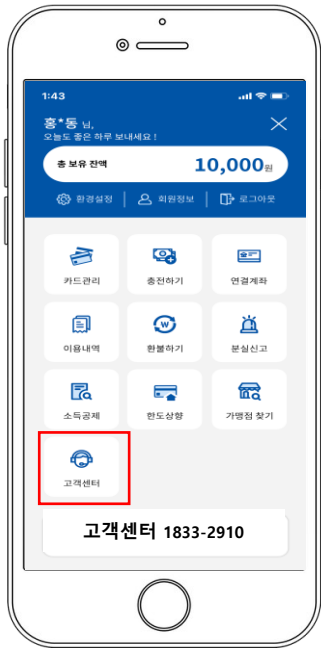 1:43
홍*동 님,
오늘도 좋은 하루 보내세요 !
총 보유 잔액 10,000원
환경설정 회원정보 로그아웃
카드관리 충전하기 연결계좌
이용내역 환불하기 분실신고
소득공제 한도상향 가맹점 찾기
고객센터
고객센터 1833-2910